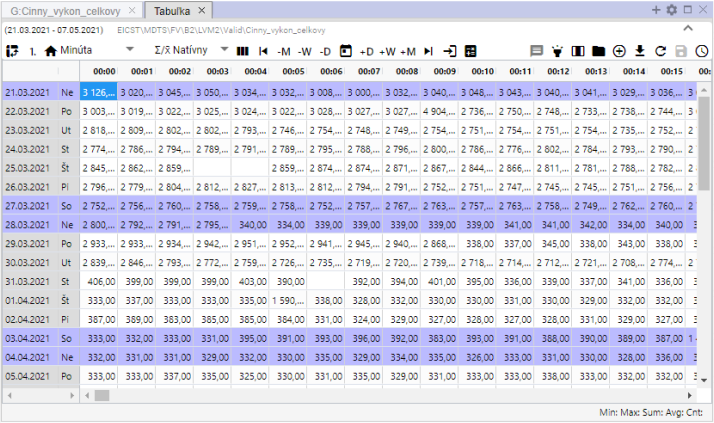 G:Cinny_vykon_celkovy × Tabuľka ×
(21.03.2021 - 07.05.2021) EICST\MDTS\FV\B2\LVM2\Valid\Cinny_vykon_celkovy
1. Minúta Σ/x̄ Natívny -M -W -D +D +W +M
00:00 00:01 00:02 00:03 00:04 00:05 00:06 00:07 00:08 00:09 00:10 00:11 00:12 00:13 00:14 00:15 00:
21.03.2021 Ne 3 126,... 3 020,... 3 045,... 3 050,... 3 034,... 3 032,... 3 008,... 3 000,... 3 032,... 3 040,... 3 048,... 3 040,... 3 041,... 3 029,... 3 036,...
22.03.2021 Po 3 003,... 3 019,... 3 022,... 3 025,... 3 024,... 3 022,... 3 028,... 3 027,... 3 027,... 4 904,... 2 736,... 2 750,... 2 748,... 2 733,... 2 738,... 2 744,...
23.03.2021 Ut 2 818,... 2 809,... 2 802,... 2 802,... 2 793,... 2 746,... 2 754,... 2 748,... 2 749,... 2 754,... 2 751,... 2 754,... 2 751,... 2 754,... 2 735,... 2 752,...
24.03.2021 St 2 774,... 2 786,... 2 794,... 2 789,... 2 791,... 2 789,... 2 795,... 2 788,... 2 796,... 2 800,... 2 786,... 2 776,... 2 802,... 2 784,... 2 793,... 2 790,...
25.03.2021 Št 2 845,... 2 862,... 2 859,... 2 859,... 2 874,... 2 874,... 2 871,... 2 867,... 2 844,... 2 866,... 2 811,... 2 781,... 2 788,... 2 782,...
26.03.2021 Pi 2 796,... 2 779,... 2 804,... 2 812,... 2 827,... 2 813,... 2 812,... 2 794,... 2 791,... 2 752,... 2 751,... 2 747,... 2 745,... 2 745,... 2 751,... 2 756,...
27.03.2021 So 2 752,... 2 756,... 2 760,... 2 758,... 2 759,... 2 758,... 2 752,... 2 757,... 2 767,... 2 763,... 2 757,... 2 763,... 2 758,... 2 749,... 2 762,... 2 760,...
28.03.2021 Ne 2 800,... 2 792,... 2 791,... 2 795,... 340,00 334,00 339,00 339,00 339,00 339,00 339,00 341,00 341,00 342,00 334,00 340,00
29.03.2021 Po 2 933,... 2 933,... 2 934,... 2 942,... 2 951,... 2 952,... 2 941,... 2 945,... 2 940,... 2 868,... 338,00 337,00 345,00 338,00 343,00 338,00
30.03.2021 Ut 2 839,... 2 846,... 2 793,... 2 772,... 2 759,... 2 726,... 2 735,... 2 719,... 2 720,... 2 739,... 2 718,... 2 714,... 2 712,... 2 721,... 2 708,... 2 774,...
31.03.2021 St 406,00 399,00 399,00 399,00 403,00 390,00 392,00 394,00 401,00 395,00 336,00 339,00 337,00 341,00 336,00
01.04.2021 Št 333,00 337,00 333,00 333,00 335,00 1 590,... 338,00 328,00 332,00 330,00 330,00 331,00 330,00 329,00 332,00 332,00
02.04.2021 Pi 387,00 389,00 383,00 385,00 385,00 384,00 331,00 324,00 329,00 327,00 328,00 327,00 328,00 331,00 329,00 327,00
03.04.2021 So 333,00 332,00 333,00 331,00 395,00 391,00 393,00 396,00 392,00 383,00 393,00 391,00 388,00 390,00 389,00 387,00 1
04.04.2021 Ne 332,00 331,00 331,00 329,00 332,00 330,00 335,00 329,00 334,00 335,00 326,00 333,00 331,00 330,00 328,00 336,00
05.04.2021 Po 333,00 333,00 337,00 335,00 325,00 330,00 331,00 335,00 329,00 331,00 333,00 333,00 338,00 333,00 332,00 332,00
Min: Max: Sum: Avg: Cnt: